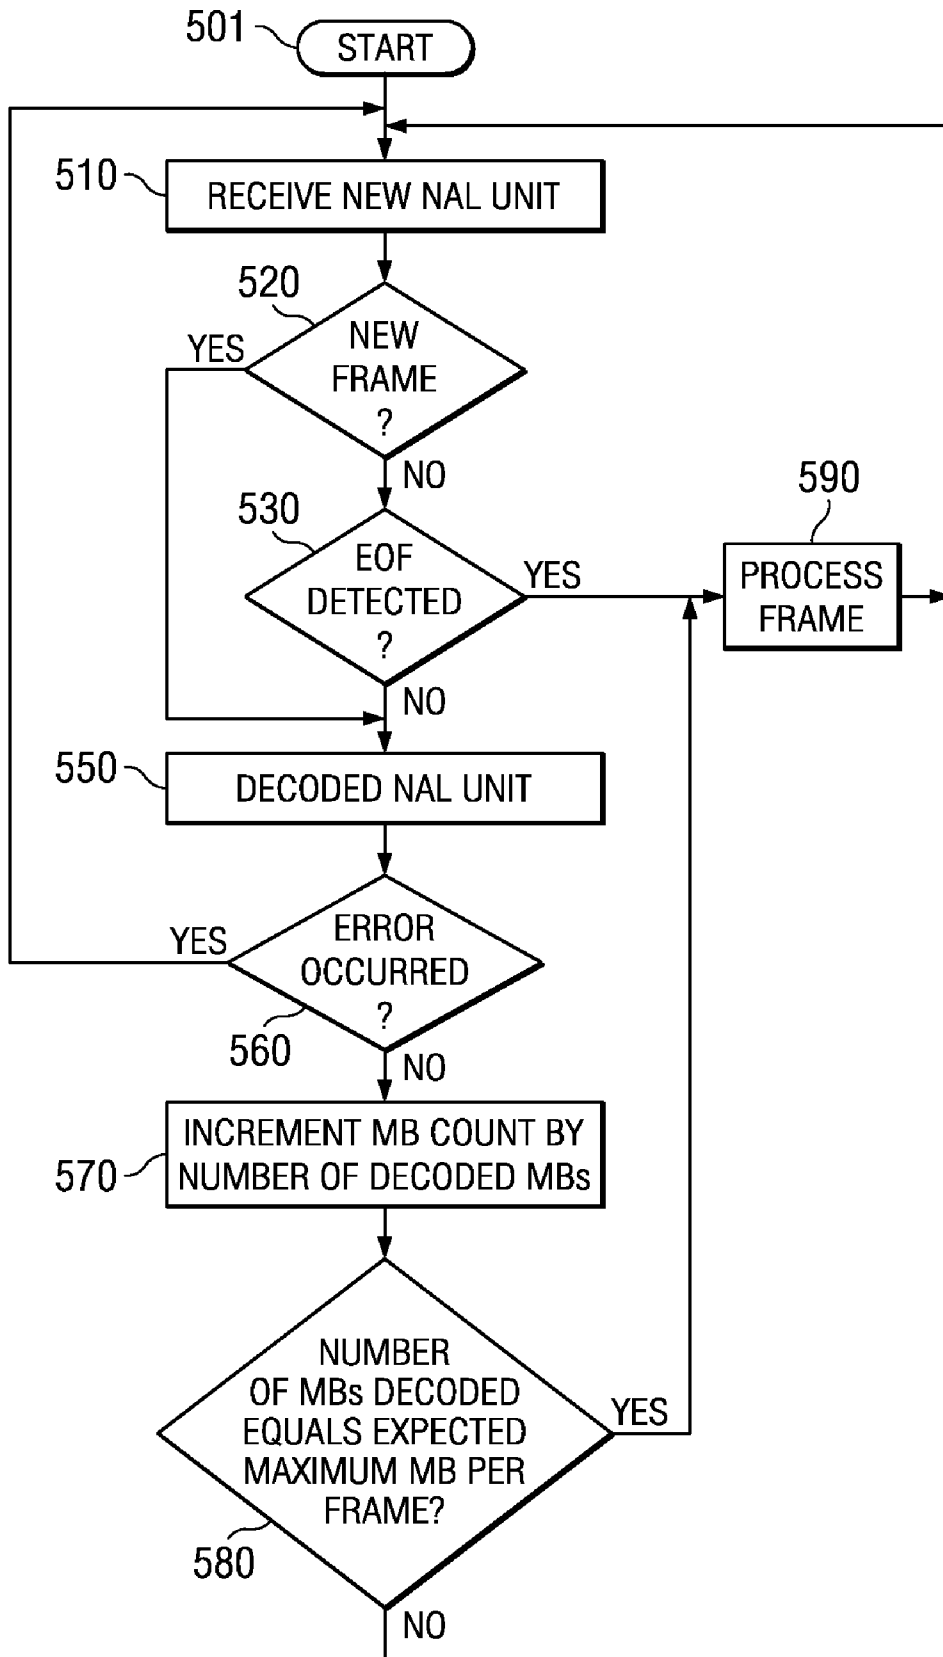 501
START
510
RECEIVE NEW NAL UNIT
520
YES
NEW
FRAME
?
NO
530
EOF
DETECTED
?
YES
590
PROCESS
FRAME
NO
550
DECODED NAL UNIT
YES
ERROR
OCCURRED
?
560
NO
570
INCREMENT MB COUNT BY
NUMBER OF DECODED MBs
NUMBER
OF MBs DECODED
EQUALS EXPECTED
MAXIMUM MB PER
FRAME?
YES
580
NO